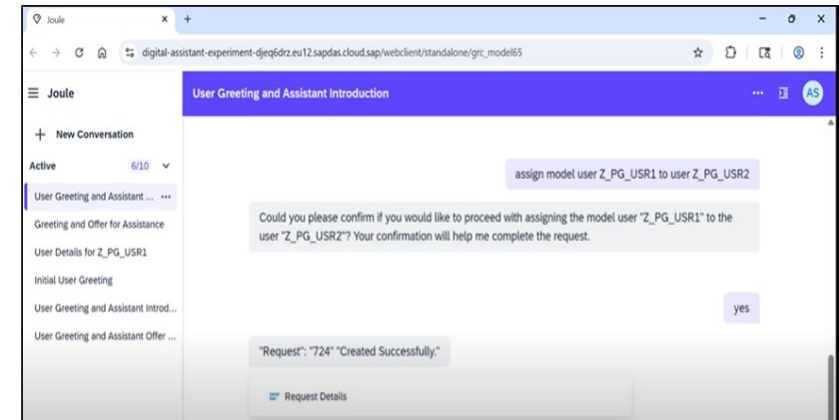 Joule
digital-assistant-experiment-djeq6drz.eu12.sapdas.cloud.sap/webclient/standalone/grc_model65
Joule
User Greeting and Assistant Introduction
AS
New Conversation
Active 6/10
User Greeting and Assistant ...
Greeting and Offer for Assistance
User Details for Z_PG_USR1
Initial User Greeting
User Greeting and Assistant Introd...
User Greeting and Assistant Offer ...
assign model user Z_PG_USR1 to user Z_PG_USR2
Could you please confirm if you would like to proceed with assigning the model user "Z_PG_USR1" to the
user "Z_PG_USR2"? Your confirmation will help me complete the request.
yes
"Request": "724" "Created Successfully."
Request Details